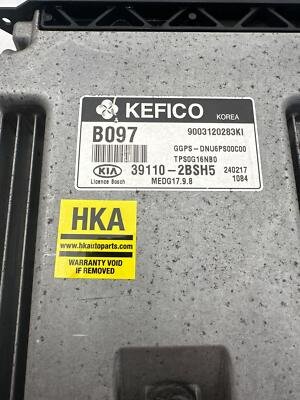 KEFICO
KOREA
B097
9003120283KI
GGPS-DNU6PS00C00
TPS0G16NB0
KIA 39110-2BSH5 240217
Licence Bosch MEDG17.9.8 1084
HKA
www.hkautoparts.com
WARRANTY VOID
IF REMOVED